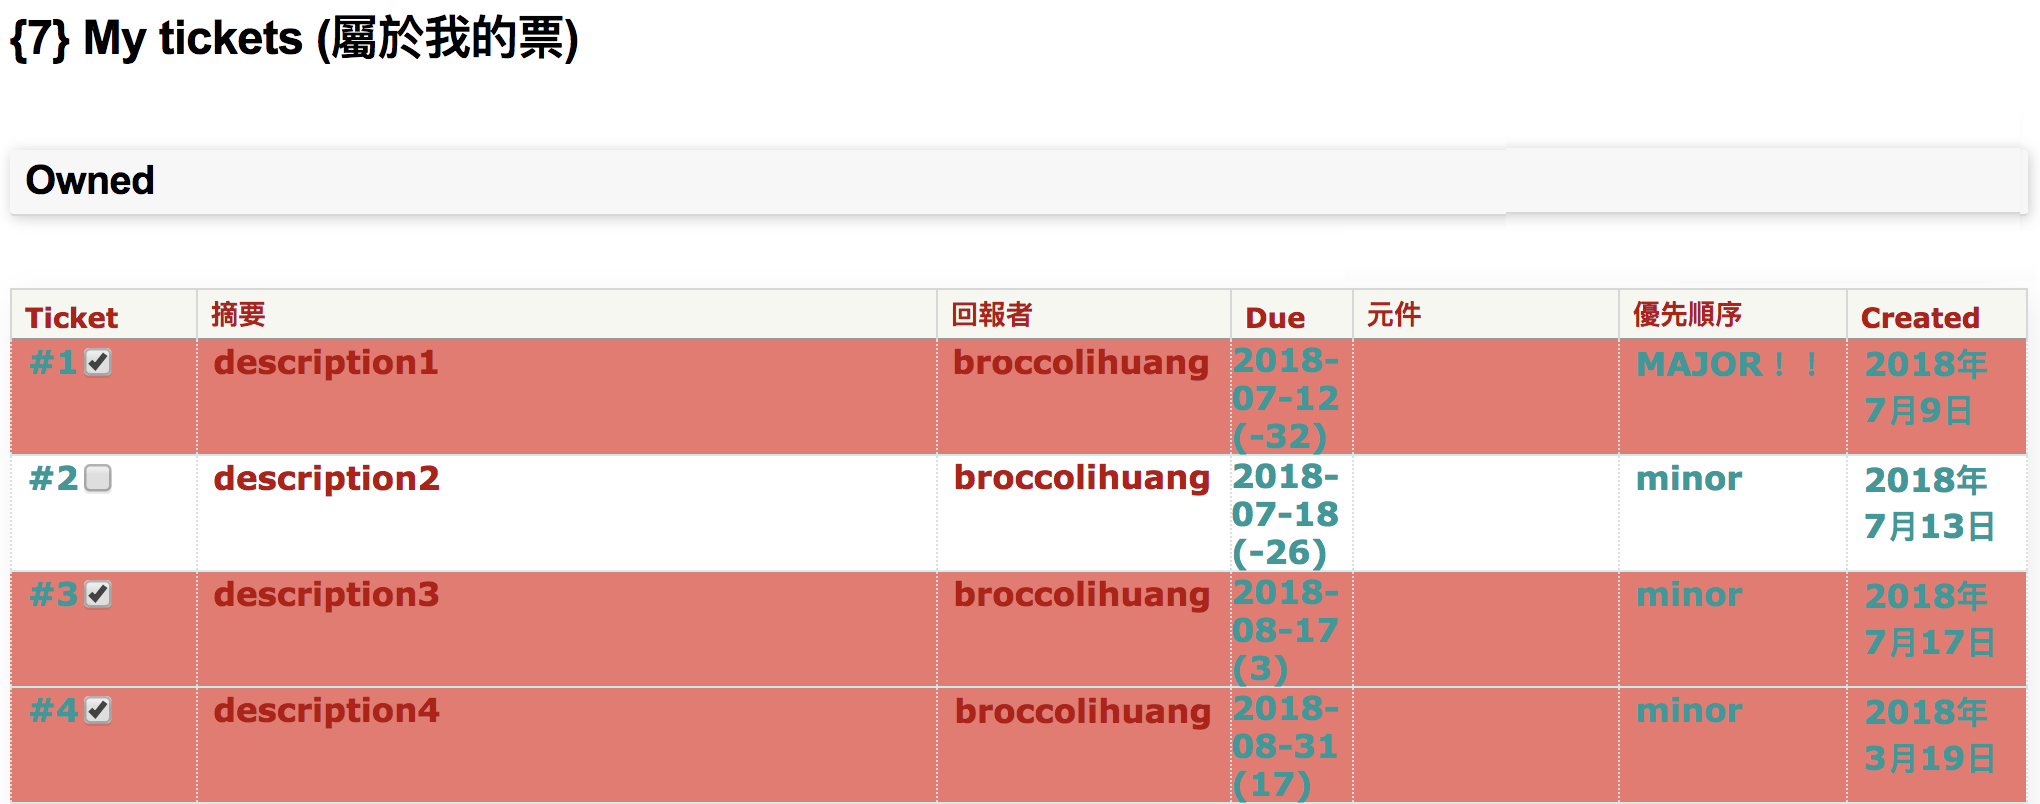 {7} My tickets (屬於我的票)
Owned
Ticket 摘要 回報者 Due 元件 優先順序 Created
#1 description1 broccolihuang 2018-07-12 (-32) MAJOR！！ 2018年7月9日
#2 description2 broccolihuang 2018-07-18 (-26) minor 2018年7月13日
#3 description3 broccolihuang 2018-08-17 (3) minor 2018年7月17日
#4 description4 broccolihuang 2018-08-31 (17) minor 2018年3月19日